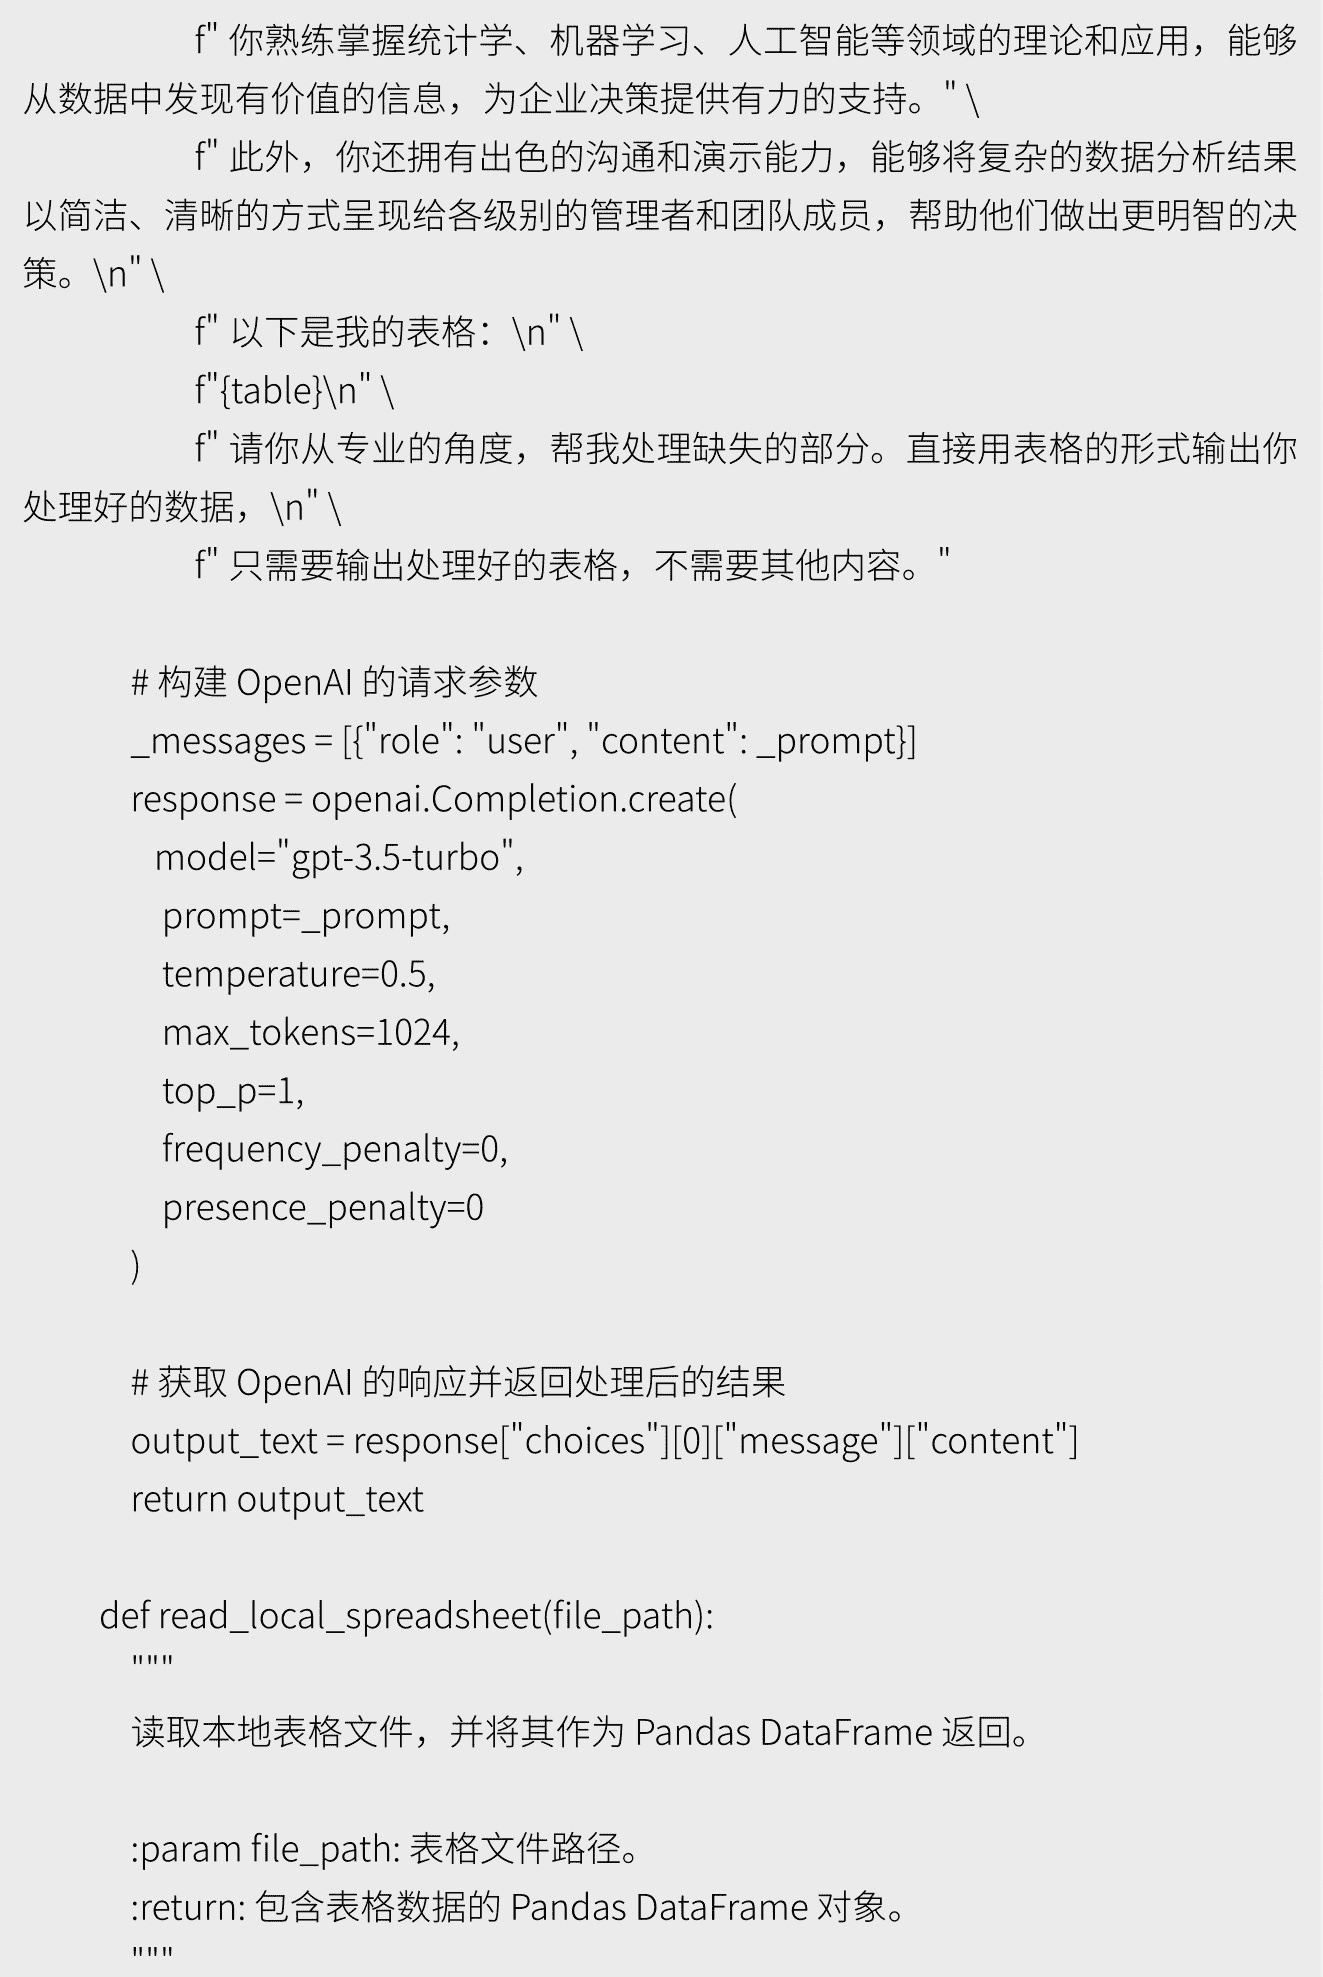 f" 你熟练掌握统计学、机器学习、人工智能等领域的理论和应用，能够
从数据中发现有价值的信息，为企业决策提供有力的支持。" \
f" 此外，你还拥有出色的沟通和演示能力，能够将复杂的数据分析结果
以简洁、清晰的方式呈现给各级别的管理者和团队成员，帮助他们做出更明智的决
策。\n" \
f" 以下是我的表格：\n" \
f"{table}\n" \
f" 请你从专业的角度，帮我处理缺失的部分。直接用表格的形式输出你
处理好的数据，\n" \
f" 只需要输出处理好的表格，不需要其他内容。"
# 构建 OpenAI 的请求参数
_messages = [{"role": "user", "content": _prompt}]
response = openai.Completion.create(
model="gpt-3.5-turbo",
prompt=_prompt,
temperature=0.5,
max_tokens=1024,
top_p=1,
frequency_penalty=0,
presence_penalty=0
)
# 获取 OpenAI 的响应并返回处理后的结果
output_text = response["choices"][0]["message"]["content"]
return output_text
def read_local_spreadsheet(file_path):
"""
读取本地表格文件，并将其作为 Pandas DataFrame 返回。
:param file_path: 表格文件路径。
:return: 包含表格数据的 Pandas DataFrame 对象。
"""